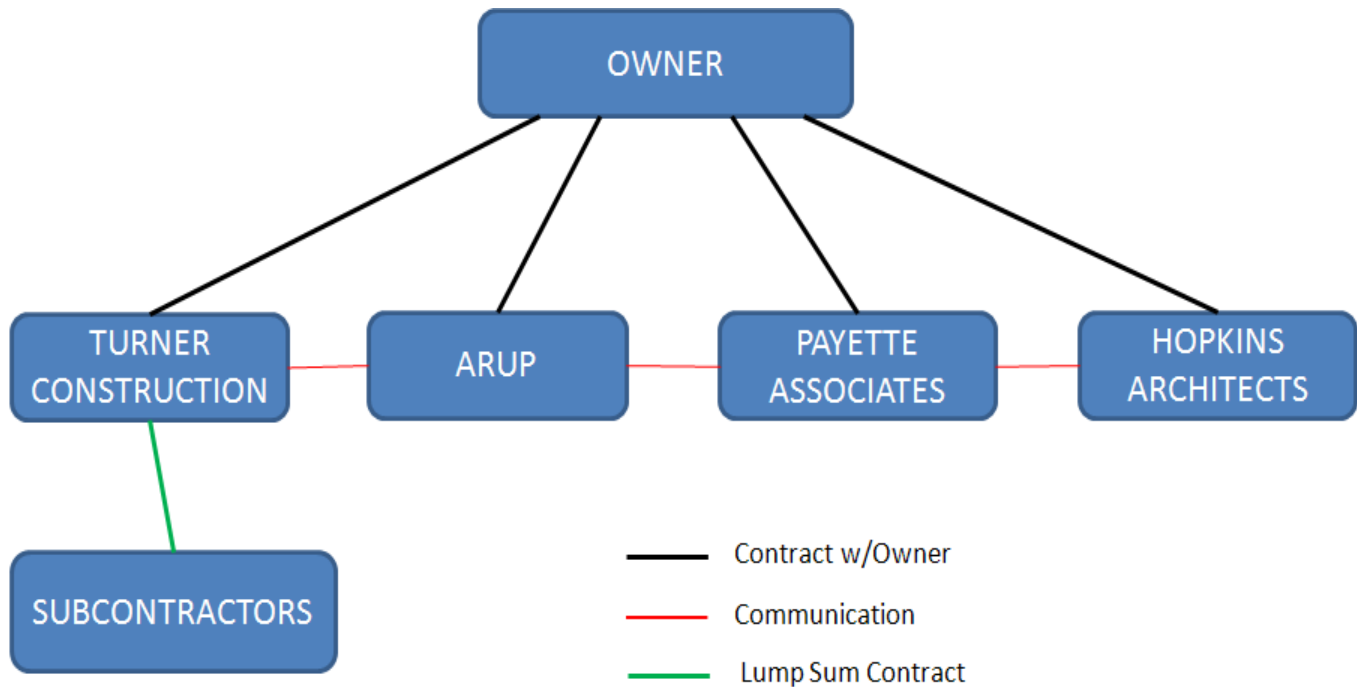 OWNER
TURNER
CONSTRUCTION
ARUP
PAYETTE
ASSOCIATES
HOPKINS
ARCHITECTS
SUBCONTRACTORS
Contract w/Owner
Communication
Lump Sum Contract